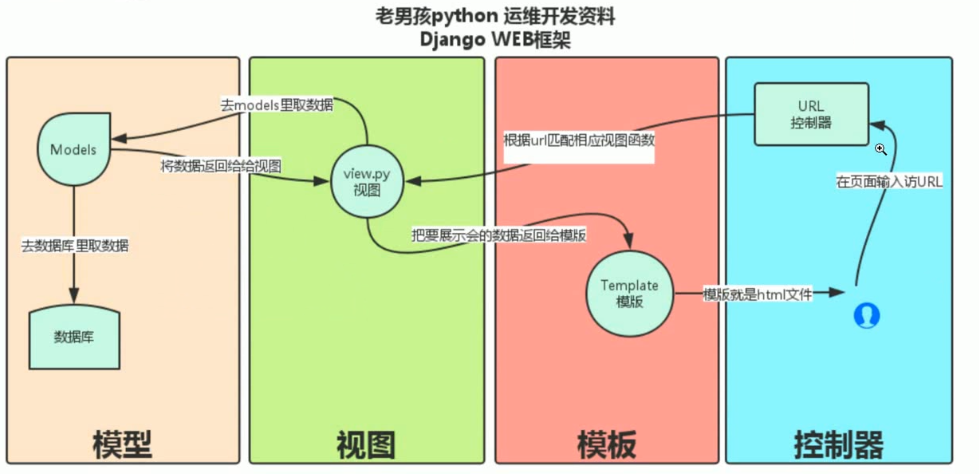 老男孩python 运维开发资料
Django WEB框架
去models里取数据
URL
控制器
Models
根据url匹配相应视图函数
将数据返回给给视图
view.py
视图
在页面输入访URL
去数据库里取数据
把要展示会的数据返回给模版
Template
模版
模版就是html文件
数据库
模型
视图
模板
控制器